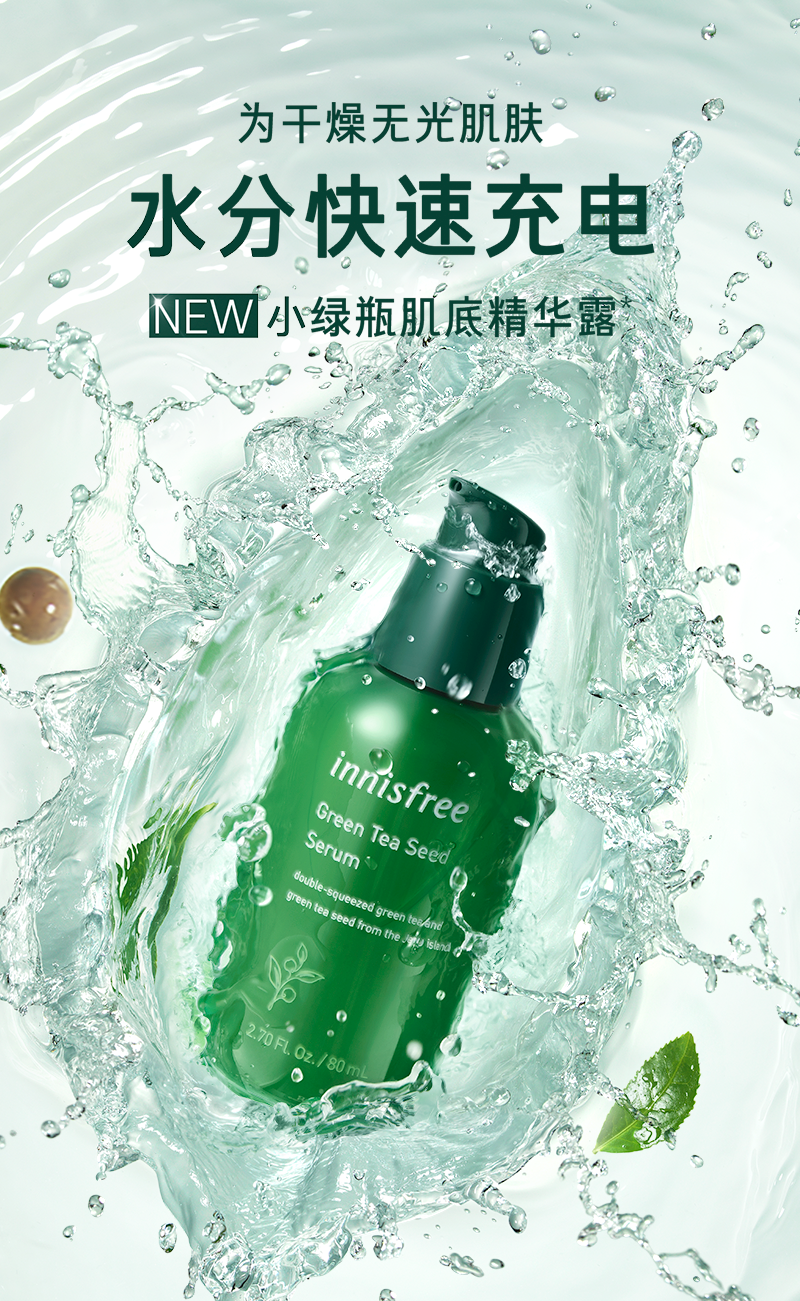 为干燥无光肌肤
水分快速充电
NEW 小绿瓶肌底精华露*
innisfree
Green Tea Seed
Serum
double-squeezed green tea and
green tea seed from the Jeju island
2.70 Fl. Oz. / 80 mL